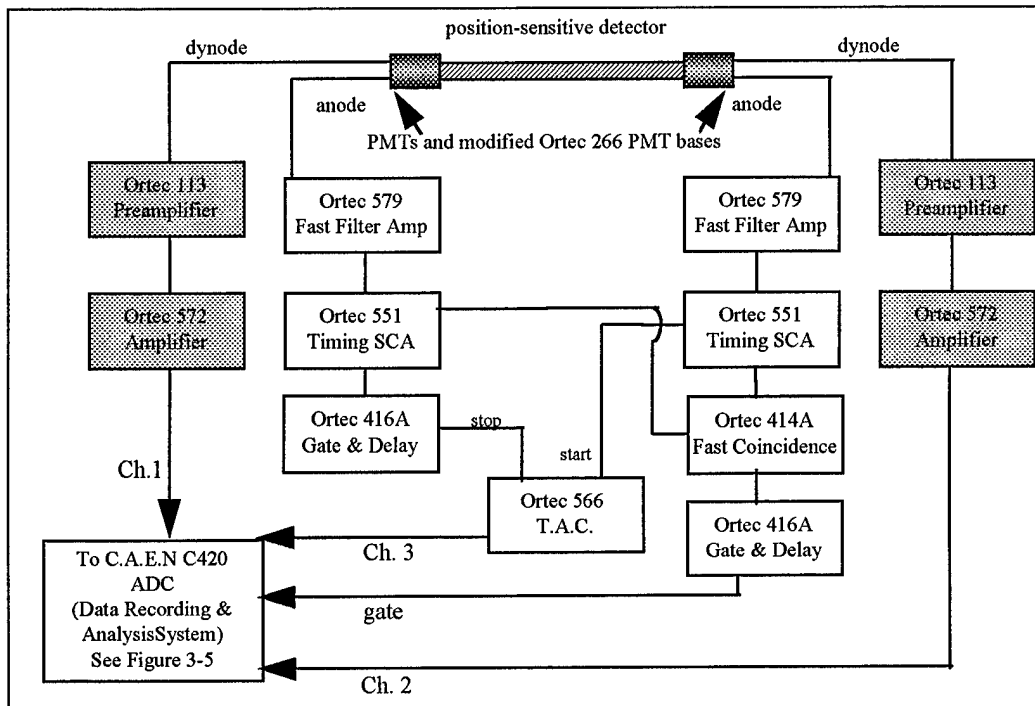 position-sensitive detector
dynode
dynode
anode
anode
PMTs and modified Ortec 266 PMT bases
Ortec 113
Preamplifier
Ortec 579
Fast Filter Amp
Ortec 579
Fast Filter Amp
Ortec 113
Preamplifier
Ortec 572
Amplifier
Ortec 551
Timing SCA
Ortec 551
Timing SCA
Ortec 572
Amplifier
Ortec 416A
Gate & Delay
stop
start
Ortec 414A
Fast Coincidence
Ch.1
Ortec 566
T.A.C.
Ortec 416A
Gate & Delay
To C.A.E.N C420
ADC
(Data Recording &
AnalysisSystem)
See Figure 3-5
Ch. 3
gate
Ch. 2